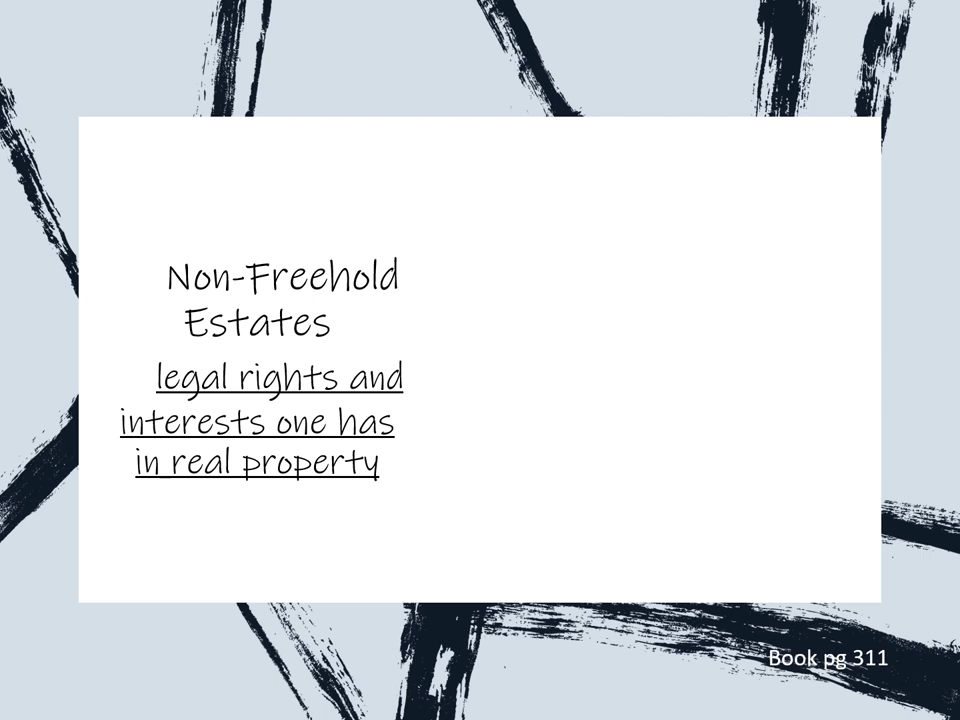 Non-Freehold
Estates
legal rights and
interests one has
in real property
Book pg 311